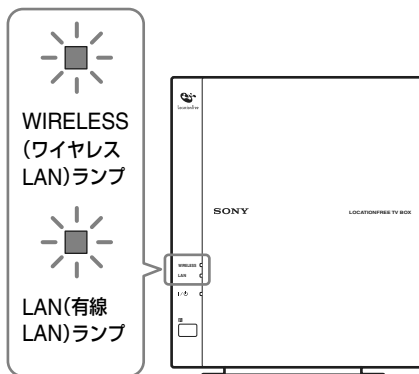 WIRELESS
(ワイヤレス
LAN)ランプ
LAN(有線
LAN)ランプ
LocationFree
SONY
LOCATIONFREE TV BOX
WIRELESS
LAN
I/⏻